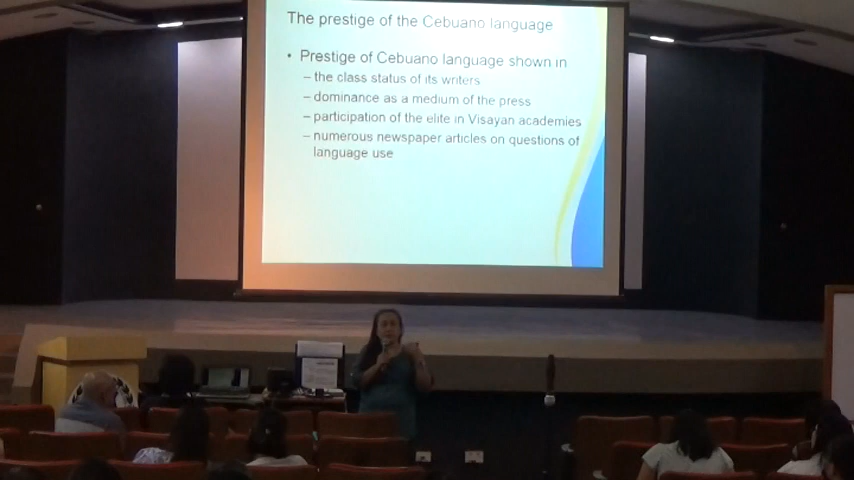 The prestige of the Cebuano language
• Prestige of Cebuano language shown in
– the class status of its writers
– dominance as a medium of the press
– participation of the elite in Visayan academies
– numerous newspaper articles on questions of
language use